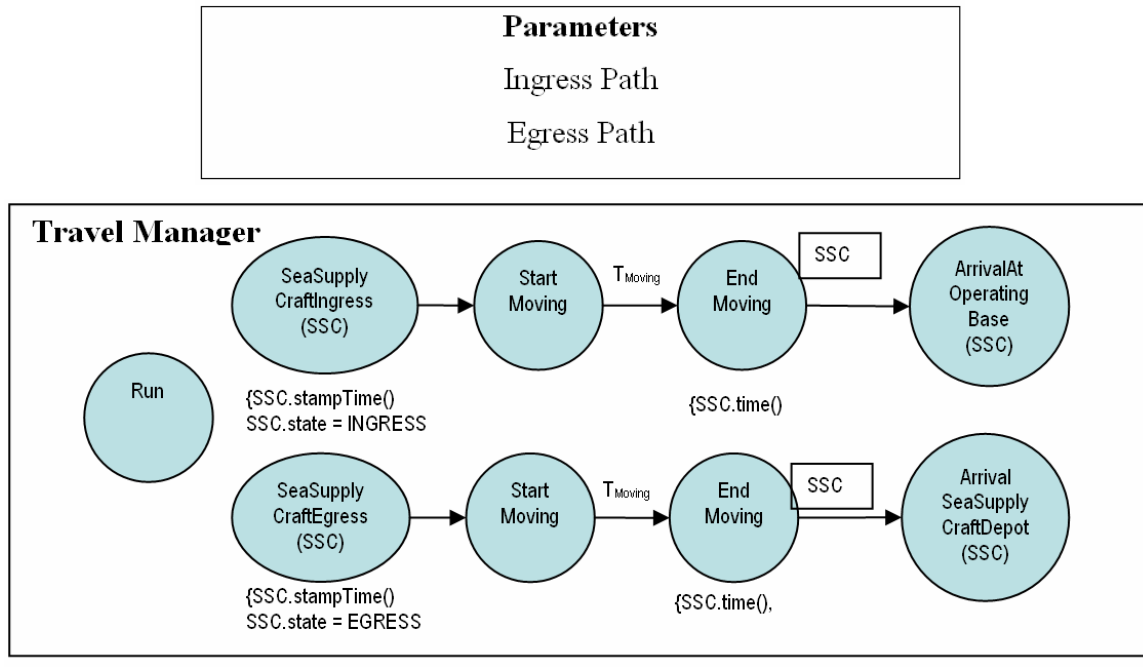 Parameters
Ingress Path
Egress Path
Travel Manager
SeaSupply
CraftIngress
(SSC)
Start
Moving
TMoving
End
Moving
SSC
ArrivalAt
Operating
Base
(SSC)
Run
{SSC.stampTime()
SSC.state = INGRESS
{SSC.time()
SeaSupply
CraftEgress
(SSC)
Start
Moving
TMoving
End
Moving
SSC
Arrival
SeaSupply
CraftDepot
(SSC)
{SSC.stampTime()
SSC.state = EGRESS
{SSC.time(),